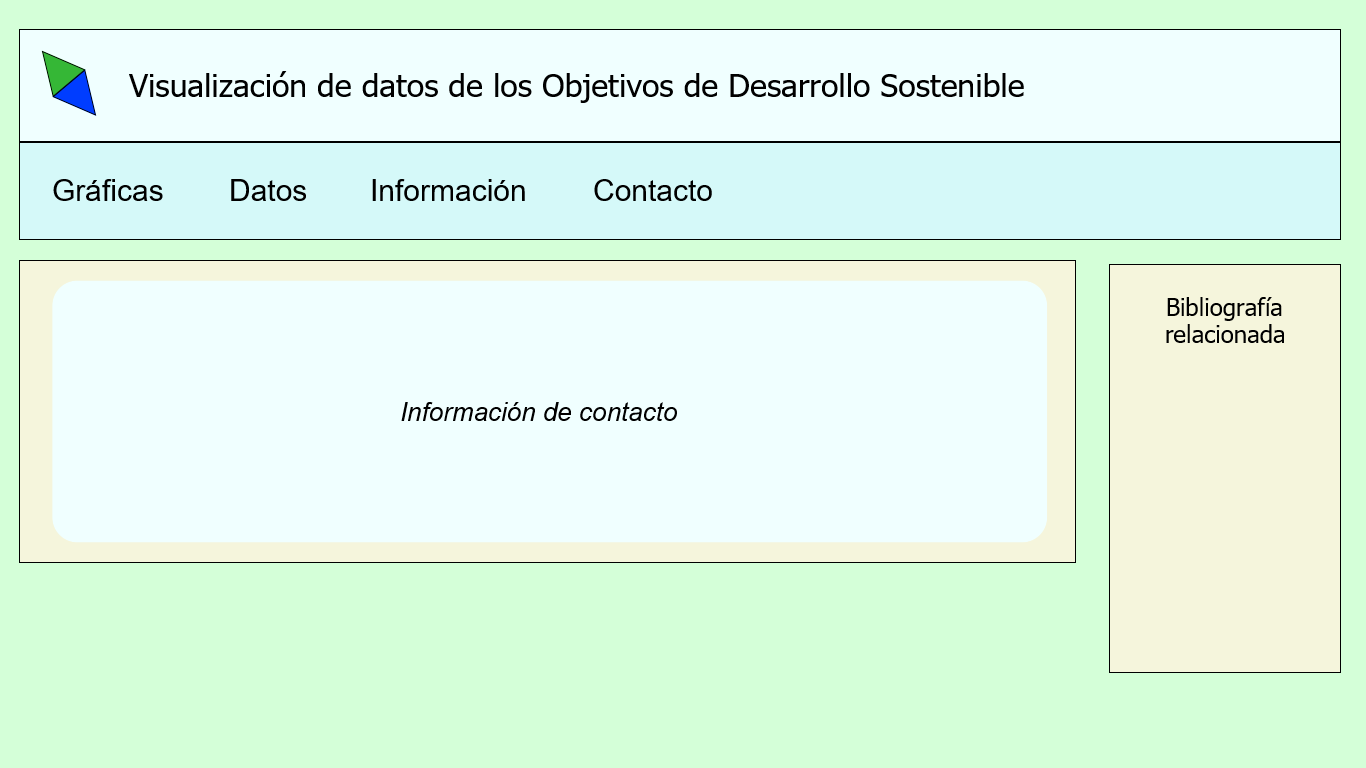 Visualización de datos de los Objetivos de Desarrollo Sostenible
Gráficas Datos Información Contacto
Información de contacto
Bibliografía
relacionada